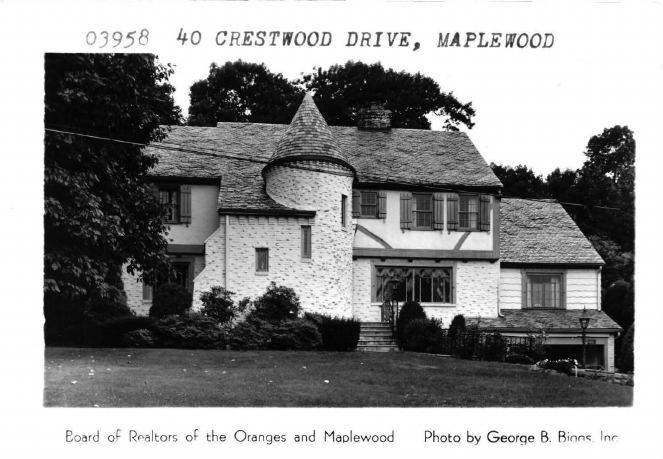 03958 40 CRESTWOOD DRIVE, MAPLEWOOD
Board of Realtors of the Oranges and Maplewood Photo by George B. Biggs, Inc.